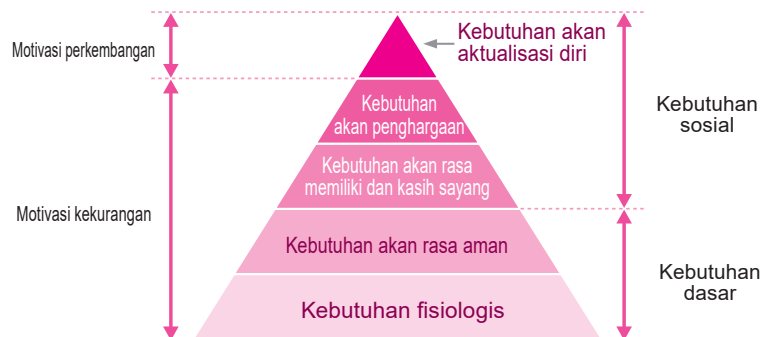 Motivasi perkembangan
Kebutuhan akan
aktualisasi diri
Kebutuhan
akan penghargaan
Kebutuhan
sosial
Kebutuhan akan rasa
memiliki dan kasih sayang
Motivasi kekurangan
Kebutuhan akan rasa aman
Kebutuhan
dasar
Kebutuhan fisiologis